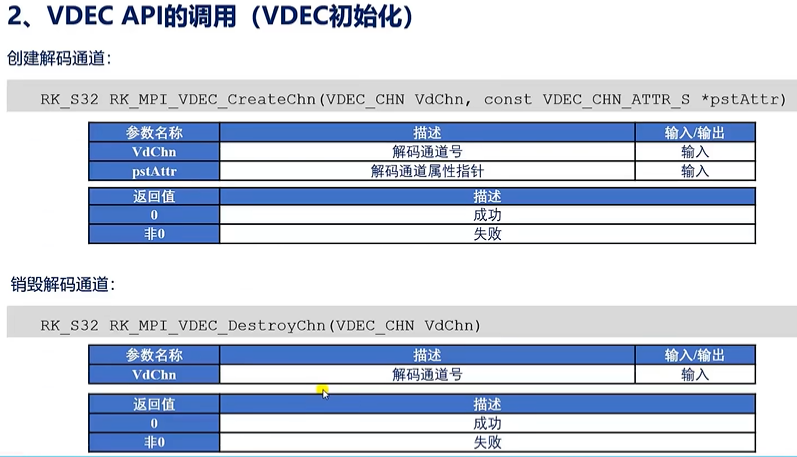 2、VDEC API的调用（VDEC初始化）
创建解码通道：
RK_S32 RK_MPI_VDEC_CreateChn(VDEC_CHN VdChn, const VDEC_CHN_ATTR_S *pstAttr)
参数名称 描述 输入/输出
VdChn 解码通道号 输入
pstAttr 解码通道属性指针 输入
返回值 描述
0 成功
非0 失败
销毁解码通道：
RK_S32 RK_MPI_VDEC_DestroyChn(VDEC_CHN VdChn)
参数名称 描述 输入/输出
VdChn 解码通道号 输入
返回值 描述
0 成功
非0 失败